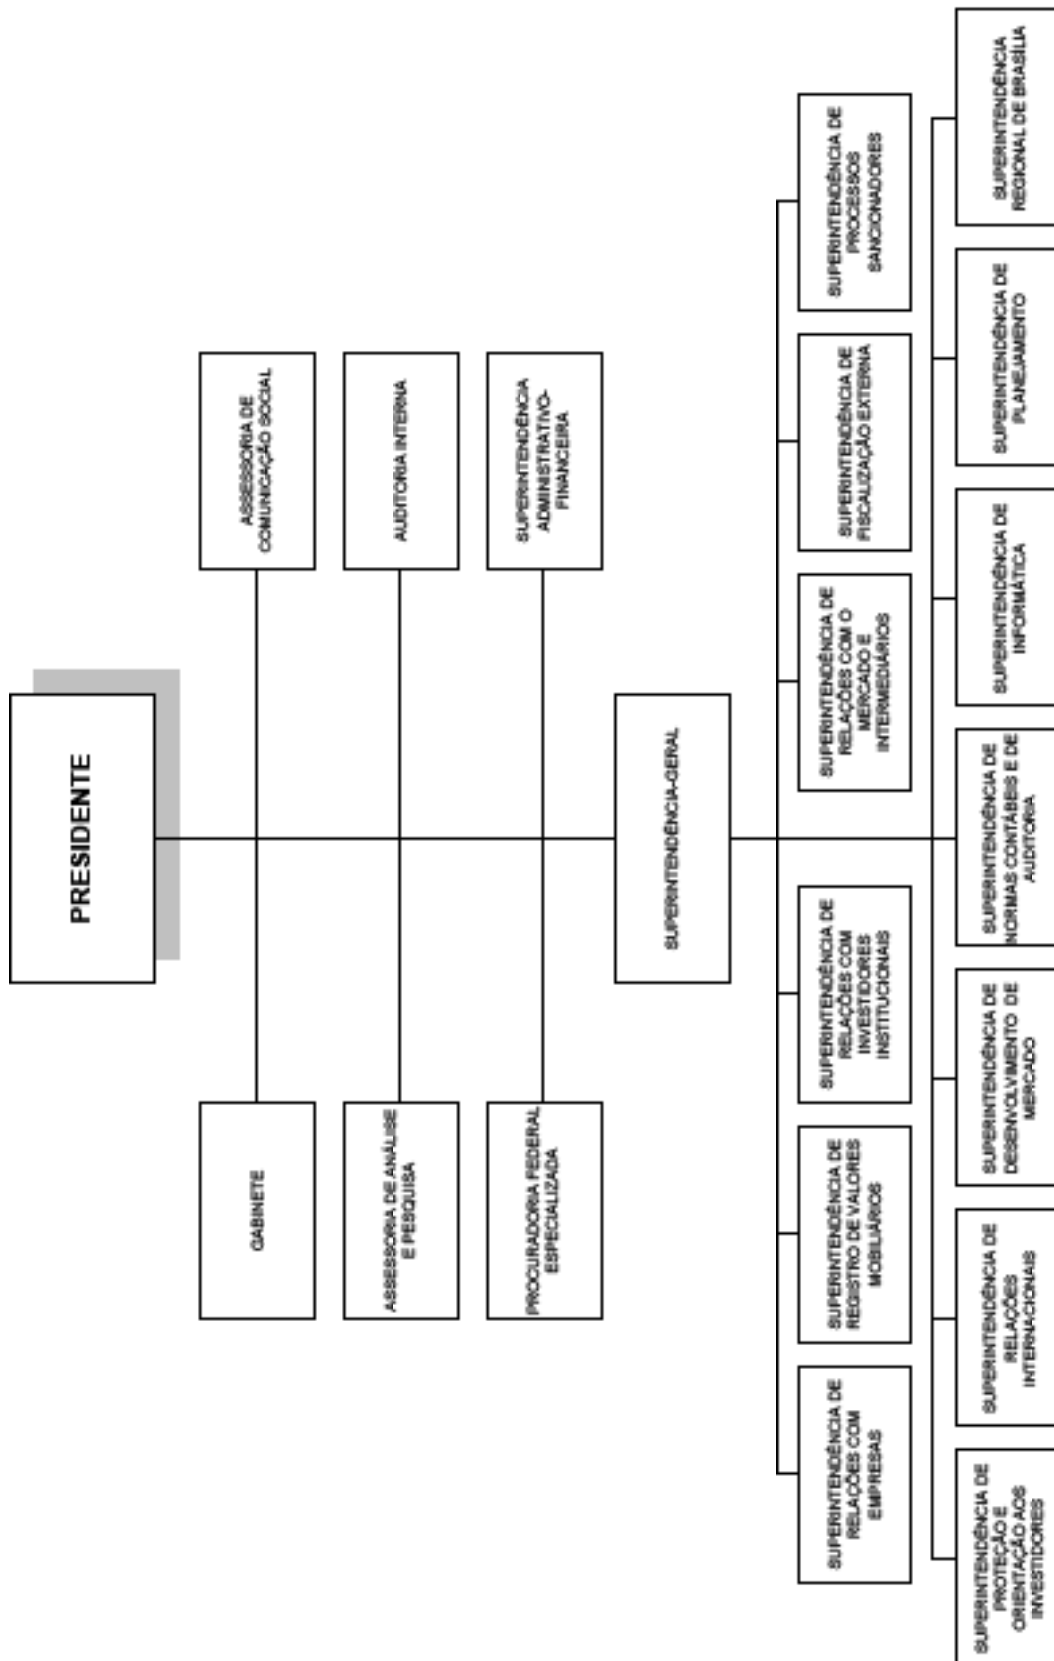 PRESIDENTE
GABINETE
ASSESSORIA DE
COMUNICAÇÃO SOCIAL
ASSESSORIA DE ANÁLISE
E PESQUISA
AUDITORIA INTERNA
PROCURADORIA FEDERAL
ESPECIALIZADA
SUPERINTENDÊNCIA
ADMINISTRATIVO-
FINANCEIRA
SUPERINTENDÊNCIA-GERAL
SUPERINTENDÊNCIA DE
RELAÇÕES COM
EMPRESAS
SUPERINTENDÊNCIA DE
REGISTRO DE VALORES
MOBILIÁRIOS
SUPERINTENDÊNCIA DE
RELAÇÕES COM
INVESTIDORES
INSTITUCIONAIS
SUPERINTENDÊNCIA DE
RELAÇÕES COM O
MERCADO E
INTERMEDIÁRIOS
SUPERINTENDÊNCIA DE
FISCALIZAÇÃO EXTERNA
SUPERINTENDÊNCIA DE
PROCESSOS
SANCIONADORES
SUPERINTENDÊNCIA DE
PROTEÇÃO E
ORIENTAÇÃO AOS
INVESTIDORES
SUPERINTENDÊNCIA DE
RELAÇÕES
INTERNACIONAIS
SUPERINTENDÊNCIA DE
DESENVOLVIMENTO DE
MERCADO
SUPERINTENDÊNCIA DE
NORMAS CONTÁBEIS E DE
AUDITORIA
SUPERINTENDÊNCIA DE
INFORMÁTICA
SUPERINTENDÊNCIA DE
PLANEJAMENTO
SUPERINTENDÊNCIA
REGIONAL DE BRASÍLIA